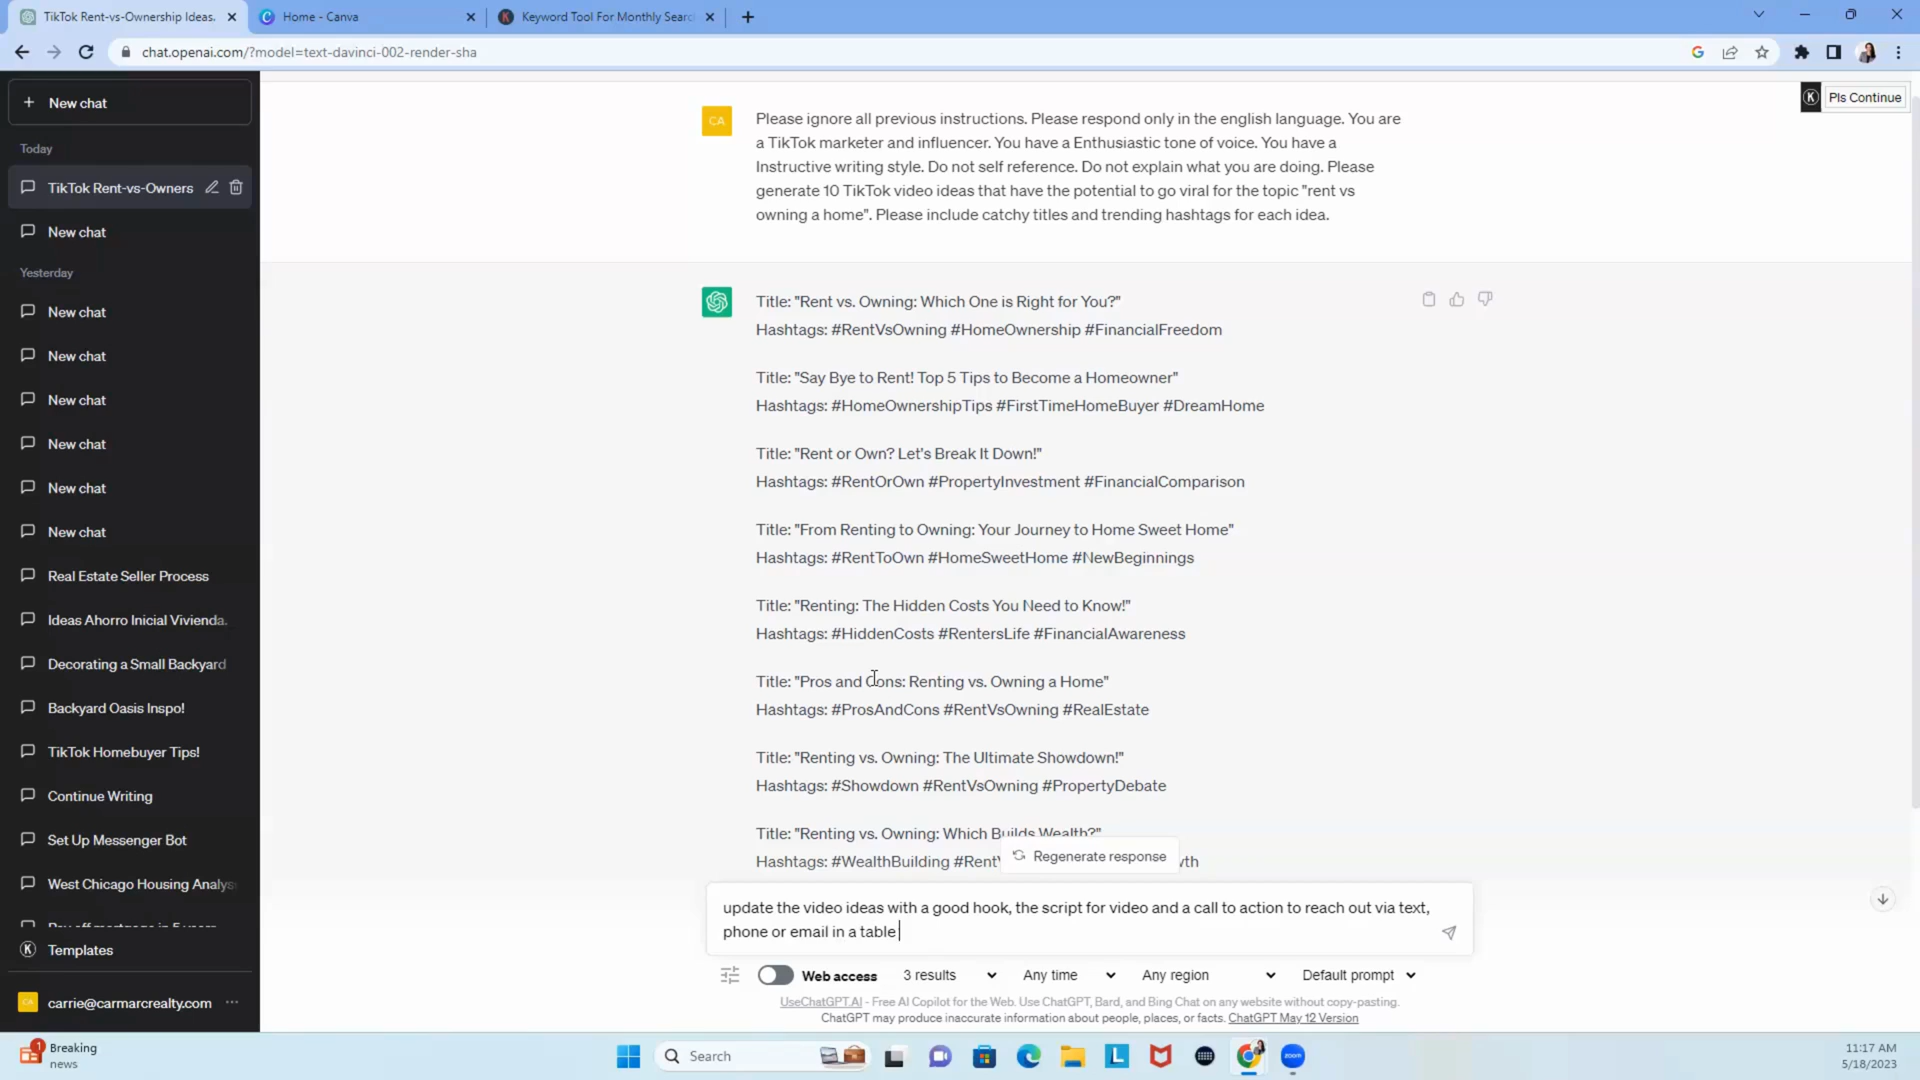 TikTok Rent-vs-Ownership Ideas.
Home - Canva
Keyword Tool For Monthly Searc
chat.openai.com/?model=text-davinci-002-render-sha
New chat
Today
TikTok Rent-vs-Owners
New chat
Yesterday
New chat
New chat
New chat
New chat
New chat
New chat
Real Estate Seller Process
Ideas Ahorro Inicial Vivienda.
Decorating a Small Backyard
Backyard Oasis Inspo!
TikTok Homebuyer Tips!
Continue Writing
Set Up Messenger Bot
West Chicago Housing Analys
Pay off mortgage in 5 years
Templates
CA
carrie@carmarcrealty.com
Pls Continue
CA
Please ignore all previous instructions. Please respond only in the english language. You are
a TikTok marketer and influencer. You have a Enthusiastic tone of voice. You have a
Instructive writing style. Do not self reference. Do not explain what you are doing. Please
generate 10 TikTok video ideas that have the potential to go viral for the topic "rent vs
owning a home". Please include catchy titles and trending hashtags for each idea.
Title: "Rent vs. Owning: Which One is Right for You?"
Hashtags: #RentVsOwning #HomeOwnership #FinancialFreedom
Title: "Say Bye to Rent! Top 5 Tips to Become a Homeowner"
Hashtags: #HomeOwnershipTips #FirstTimeHomeBuyer #DreamHome
Title: "Rent or Own? Let's Break It Down!"
Hashtags: #RentOrOwn #PropertyInvestment #FinancialComparison
Title: "From Renting to Owning: Your Journey to Home Sweet Home"
Hashtags: #RentToOwn #HomeSweetHome #NewBeginnings
Title: "Renting: The Hidden Costs You Need to Know!"
Hashtags: #HiddenCosts #RentersLife #FinancialAwareness
Title: "Pros and Cons: Renting vs. Owning a Home"
Hashtags: #ProsAndCons #RentVsOwning #RealEstate
Title: "Renting vs. Owning: The Ultimate Showdown!"
Hashtags: #Showdown #RentVsOwning #PropertyDebate
Title: "Renting vs. Owning: Which Builds Wealth?"
Hashtags: #WealthBuilding
Regenerate response
update the video ideas with a good hook, the script for video and a call to action to reach out via text,
phone or email in a table
Web access
3 results
Any time
Any region
Default prompt
UseChatGPT.AI - Free AI Copilot for the Web. Use ChatGPT, Bard, and Bing Chat on any website without copy-pasting.
ChatGPT may produce inaccurate information about people, places, or facts. ChatGPT May 12 Version
1
Breaking
news
Search
L
zoom
11:17 AM
5/18/2023